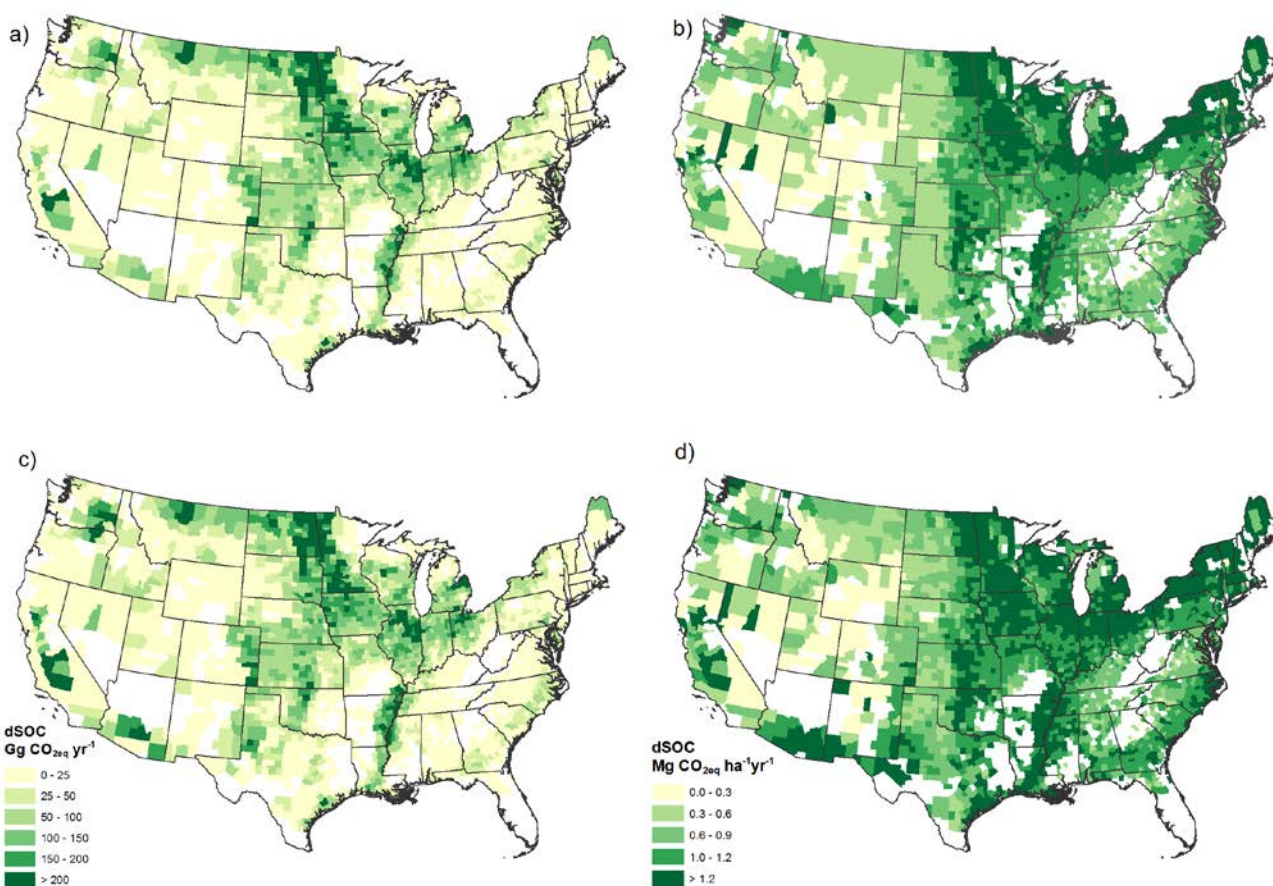 a)
b)
c)
d)
dSOC
Gg CO₂eq yr⁻¹
0 - 25
25 - 50
50 - 100
100 - 150
150 - 200
> 200
dSOC
Mg CO₂eq ha⁻¹yr⁻¹
0.0 - 0.3
0.3 - 0.6
0.6 - 0.9
1.0 - 1.2
> 1.2